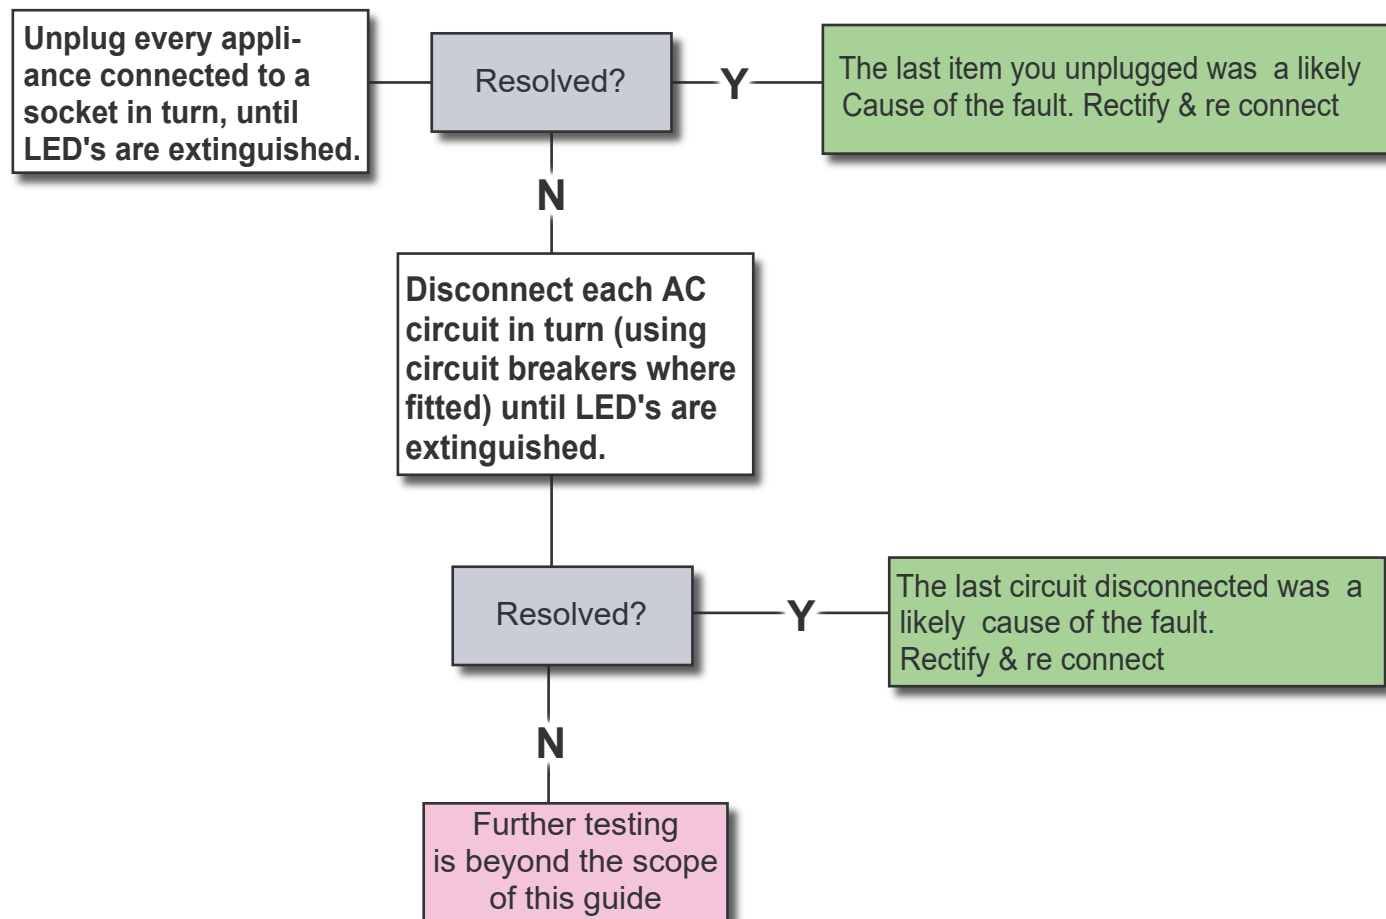 Unplug every appli-
ance connected to a
socket in turn, until
LED's are extinguished.
Resolved?
Y
The last item you unplugged was  a likely
Cause of the fault. Rectify & re connect
N
Disconnect each AC
circuit in turn (using
circuit breakers where
fitted) until LED's are
extinguished.
Resolved?
Y
The last circuit disconnected was  a
likely  cause of the fault.
Rectify & re connect
N
Further testing
is beyond the scope
of this guide